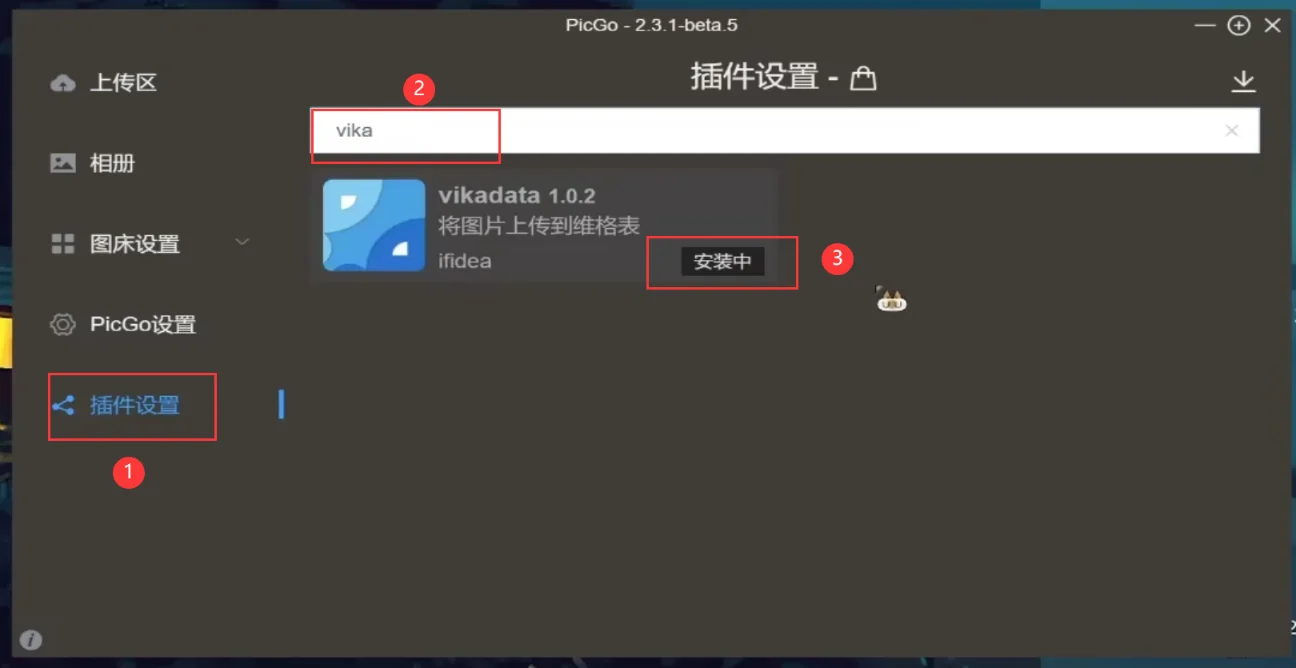 PicGo - 2.3.1-beta.5
上传区
相册
图床设置
PicGo设置
插件设置
1
插件设置 -
2
vika
vikadata 1.0.2
将图片上传到维格表
ifidea
安装中
3